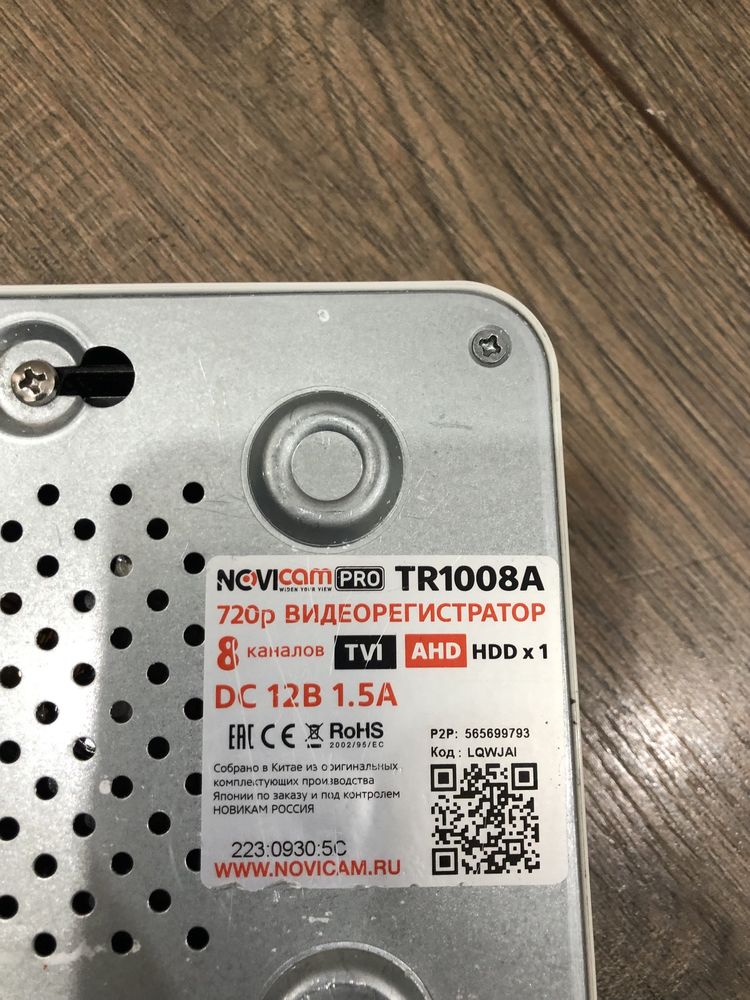 NOVIcam PRO TR1008A
WIDEN YOUR VIEW
720p ВИДЕОРЕГИСТРАТОР
8 каналов TVI AHD HDD x 1
DC 12В 1.5А
EAC CE RoHS
2002/95/EC
P2P: 565699793
Код : LQWJAI
Собрано в Китае из оригинальных
комплектующих производства
Японии по заказу и под контролем
НОВИКАМ РОССИЯ
223:0930:5C
WWW.NOVICAM.RU